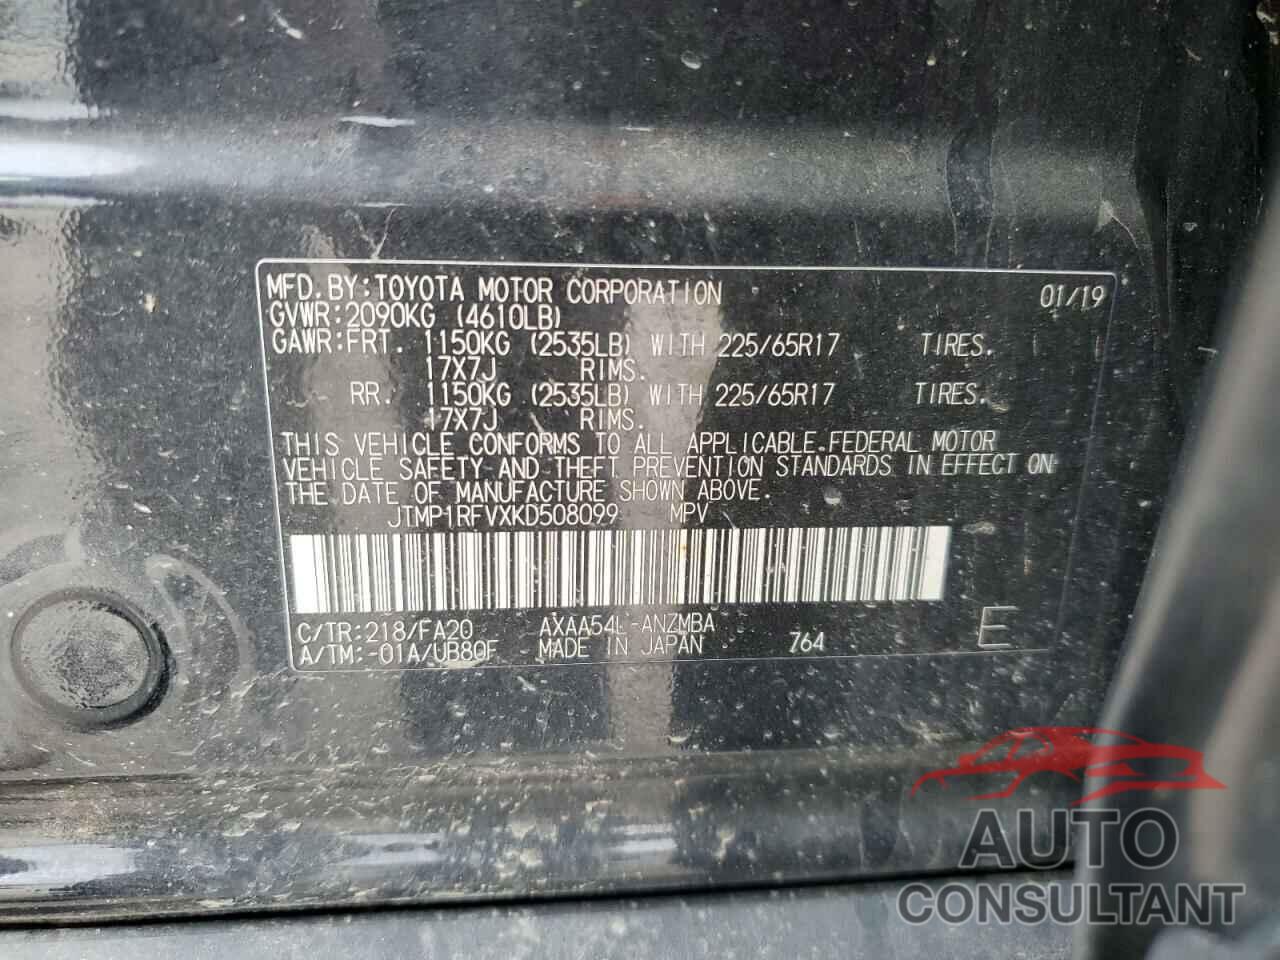 MFD.BY:TOYOTA MOTOR CORPORATION 01/19
GVWR:2090KG (4610LB)
GAWR:FRT. 1150KG (2535LB) WITH 225/65R17 TIRES.
17X7J RIMS.
RR. 1150KG (2535LB) WITH 225/65R17 TIRES.
17X7J RIMS.
THIS VEHICLE CONFORMS TO ALL APPLICABLE FEDERAL MOTOR
VEHICLE SAFETY AND THEFT PREVENTION STANDARDS IN EFFECT ON
THE DATE OF MANUFACTURE SHOWN ABOVE.
JTMP1RFVXKD508099 MPV
C/TR:218/FA20 AXAA54L-ANZMBA
A/TM:-01A/UB80F MADE IN JAPAN 764 E
AUTO
CONSULTANT